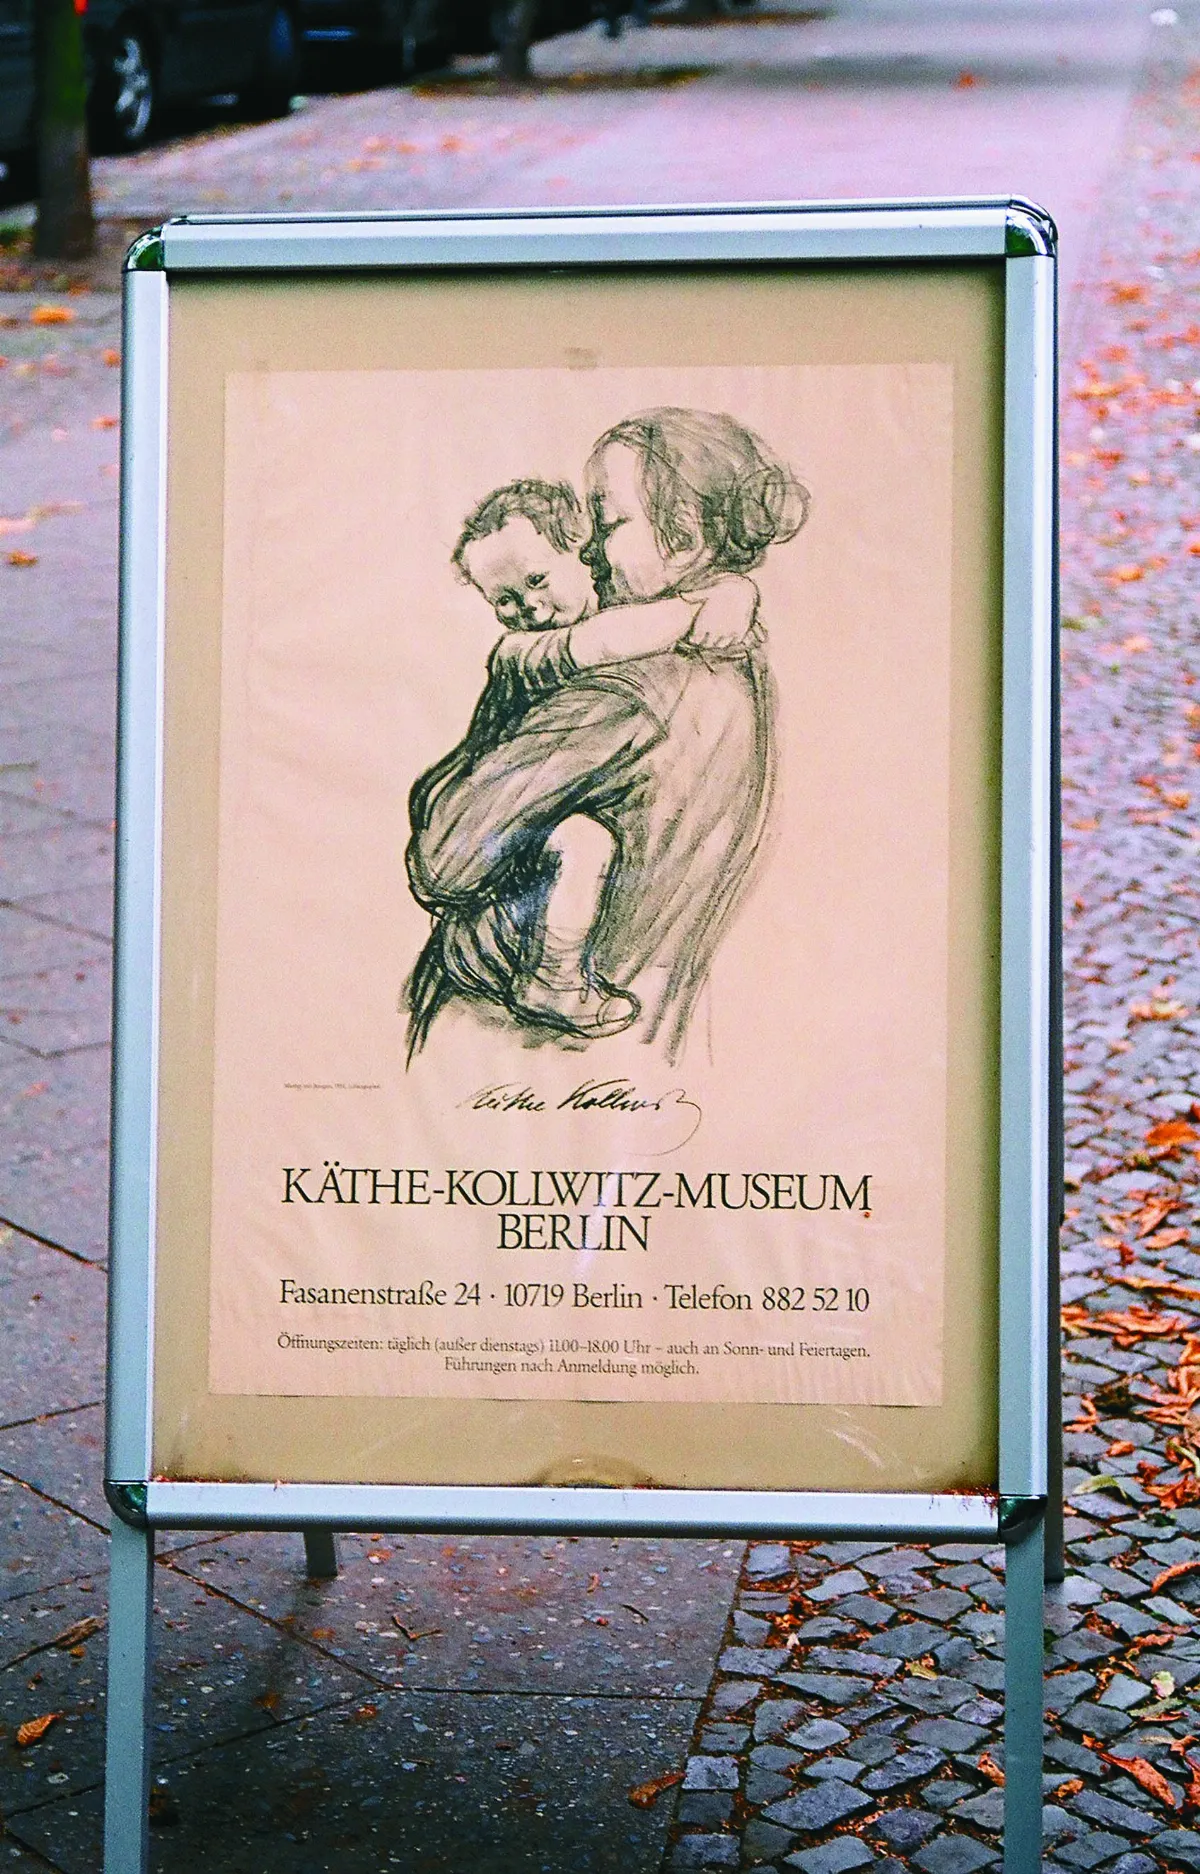 Käthe Kollwitz
KÄTHE-KOLLWITZ-MUSEUM
BERLIN
Fasanenstraße 24 · 10719 Berlin · Telefon 882 52 10
Öffnungszeiten: täglich (außer dienstags) 11.00–18.00 Uhr – auch an Sonn- und Feiertagen.
Führungen nach Anmeldung möglich.